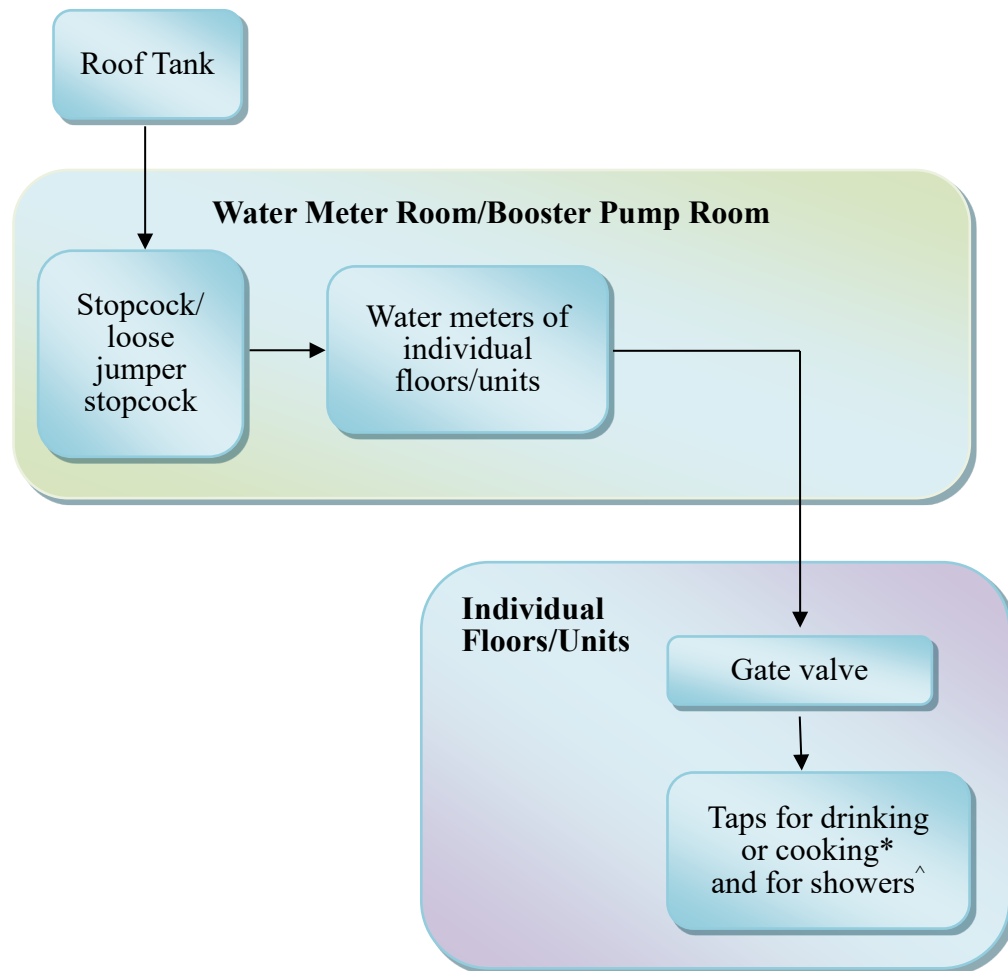 Roof Tank
Water Meter Room/Booster Pump Room
Stopcock/
loose
jumper
stopcock
Water meters of
individual
floors/units
Individual
Floors/Units
Gate valve
Taps for drinking
or cooking*
and for showers^